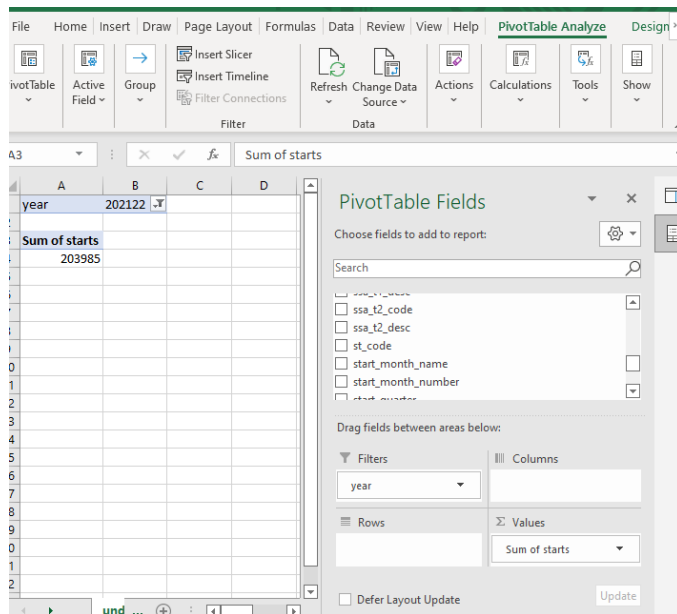 File Home Insert Draw Page Layout Formulas Data Review View Help PivotTable Analyze Design
ivotTable
Active Field
Group
Insert Slicer
Insert Timeline
Filter Connections
Filter
Refresh
Change Data Source
Data
Actions
Calculations
Tools
Show
A3
fx
Sum of starts
A B C D
year 202122
Sum of starts
203985
PivotTable Fields
Choose fields to add to report:
Search
ssa_t1_desc
ssa_t2_code
ssa_t2_desc
st_code
start_month_name
start_month_number
start_quarter
Drag fields between areas below:
Filters
year
Columns
Rows
Σ Values
Sum of starts
Defer Layout Update
Update
und ...